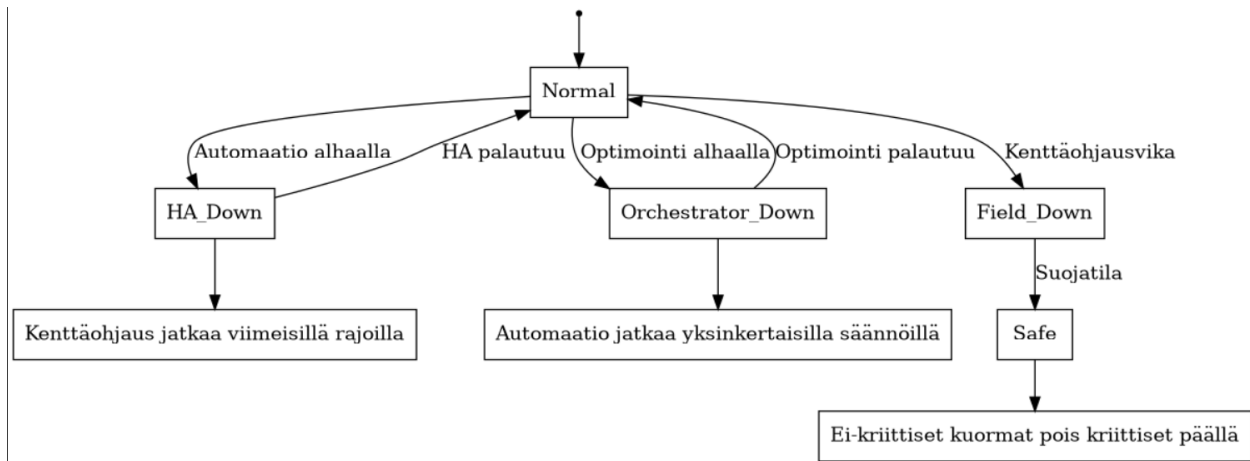 Normal
Automaatio alhaalla
HA palautuu
Optimointi alhaalla
Optimointi palautuu
Kenttäohjausvika
HA_Down
Orchestrator_Down
Field_Down
Suojatila
Kenttäohjaus jatkaa viimeisillä rajoilla
Automaatio jatkaa yksinkertaisilla säännöillä
Safe
Ei-kriittiset kuormat pois kriittiset päällä